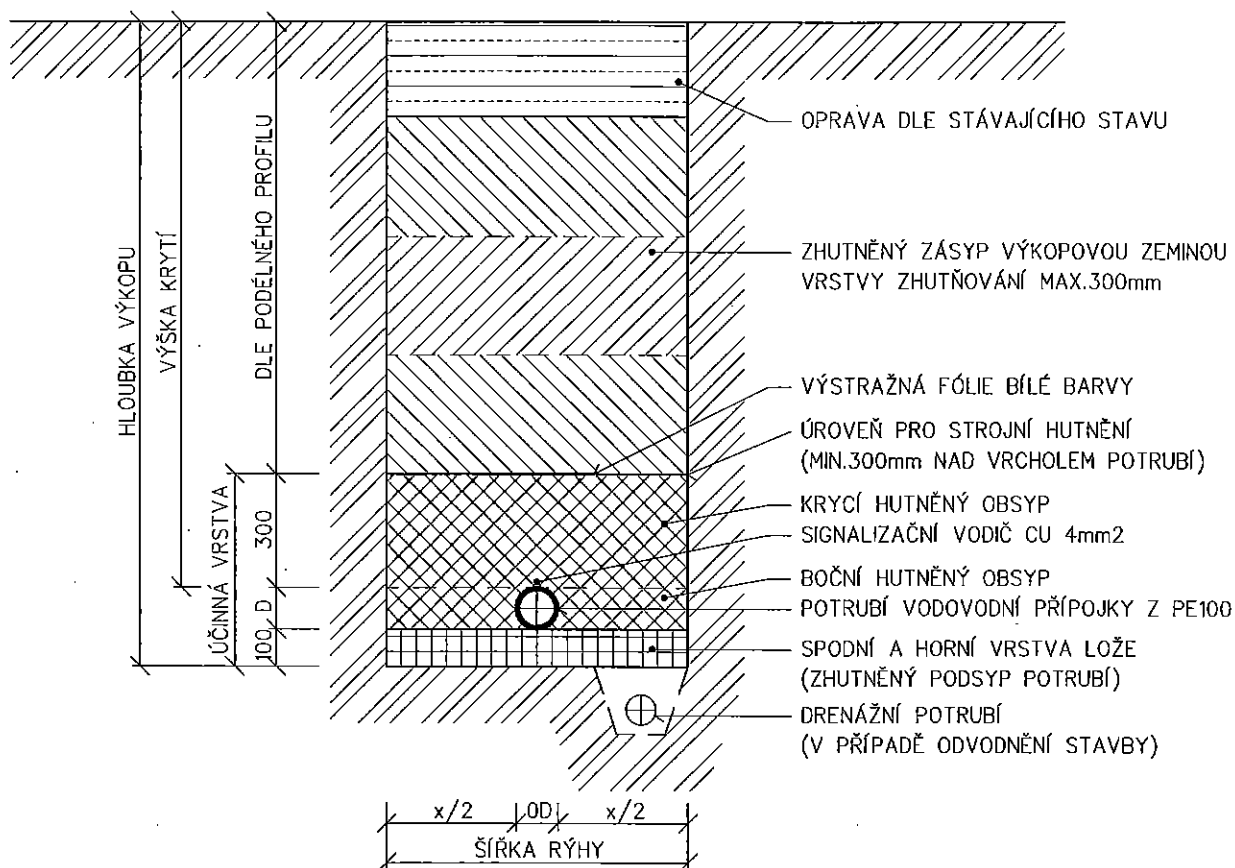 OPRAVA DLE STÁVAJÍCÍHO STAVU
ZHUTNĚNÝ ZÁSYP VÝKOPOVOU ZEMINOU
VRSTVY ZHUTŇOVÁNÍ MAX.300mm
VÝSTRAŽNÁ FÓLIE BÍLÉ BARVY
ÚROVEŇ PRO STROJNÍ HUTNĚNÍ
(MIN.300mm NAD VRCHOLEM POTRUBÍ)
KRYCÍ HUTNĚNÝ OBSYP
SIGNALIZAČNÍ VODIČ CU 4mm2
BOČNÍ HUTNĚNÝ OBSYP
POTRUBÍ VODOVODNÍ PŘÍPOJKY Z PE100
SPODNÍ A HORNÍ VRSTVA LOŽE
(ZHUTNĚNÝ PODSYP POTRUBÍ)
DRENÁŽNÍ POTRUBÍ
(V PŘÍPADĚ ODVODNĚNÍ STAVBY)
HLOUBKA VÝKOPU
VÝŠKA KRYTÍ
DLE PODÉLNÉHO PROFILU
ÚČINNÁ VRSTVA
300
D
100
x/2 OD x/2
ŠÍŘKA RÝHY